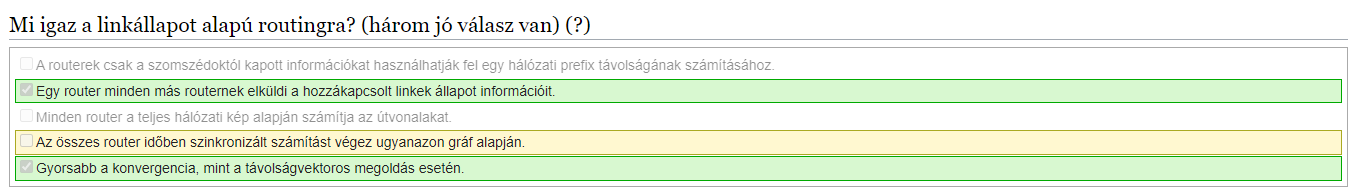 Mi igaz a linkállapot alapú routingra? (három jó válasz van) (?)
A routerek csak a szomszédoktól kapott információkat használhatják fel egy hálózati prefix távolságának számításához.
Egy router minden más routernek elküldi a hozzákapcsolt linkek állapot információit.
Minden router a teljes hálózati kép alapján számítja az útvonalakat.
Az összes router időben szinkronizált számítást végez ugyanazon gráf alapján.
Gyorsabb a konvergencia, mint a távolságvektoros megoldás esetén.